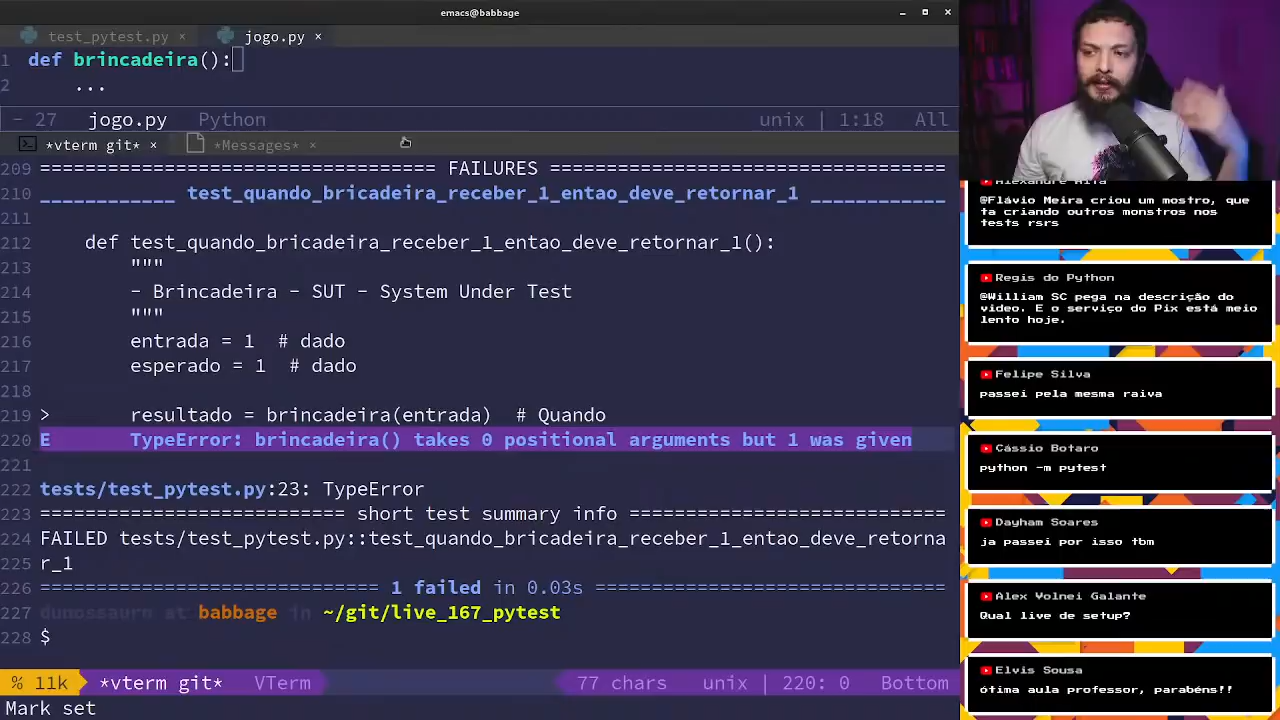 emacs@babbage
test_pytest.py × jogo.py ×
1 def brincadeira():
2 ...
- 27 jogo.py Python unix | 1:18 All
*vterm git* × *Messages* ×
209 =================================== FAILURES ===================================
210 ____________ test_quando_bricadeira_receber_1_entao_deve_retornar_1 ____________
211
212 def test_quando_bricadeira_receber_1_entao_deve_retornar_1():
213 """
214 - Brincadeira - SUT - System Under Test
215 """
216 entrada = 1 # dado
217 esperado = 1 # dado
218
219 > resultado = brincadeira(entrada) # Quando
220 E TypeError: brincadeira() takes 0 positional arguments but 1 was given
221
222 tests/test_pytest.py:23: TypeError
223 =========================== short test summary info ============================
224 FAILED tests/test_pytest.py::test_quando_bricadeira_receber_1_entao_deve_retorna
225 r_1
226 ============================== 1 failed in 0.03s ===============================
227 dunossauro at babbage in ~/git/live_167_pytest
228 $
% 11k *vterm git* VTerm 77 chars unix | 220: 0 Bottom
Mark set
@Flávio Meira criou um mostro, que
ta criando outros monstros nos
tests rsrs
Regis do Python
@William SC pega na descrição do
video. E o serviço do Pix está meio
lento hoje.
Felipe Silva
passei pela mesma raiva
Cássio Botaro
python -m pytest
Dayham Soares
ja passei por isso tbm
Alex Volnei Galante
Qual live de setup?
Elvis Sousa
ótima aula professor, parabéns!!